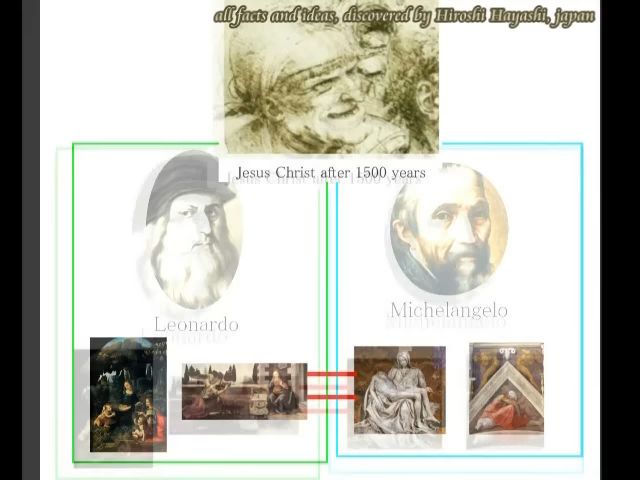 all facts and ideas, discovered by Hiroshi Hayashi, japan
Jesus Christ after 1500 years
Leonardo
Michelangelo